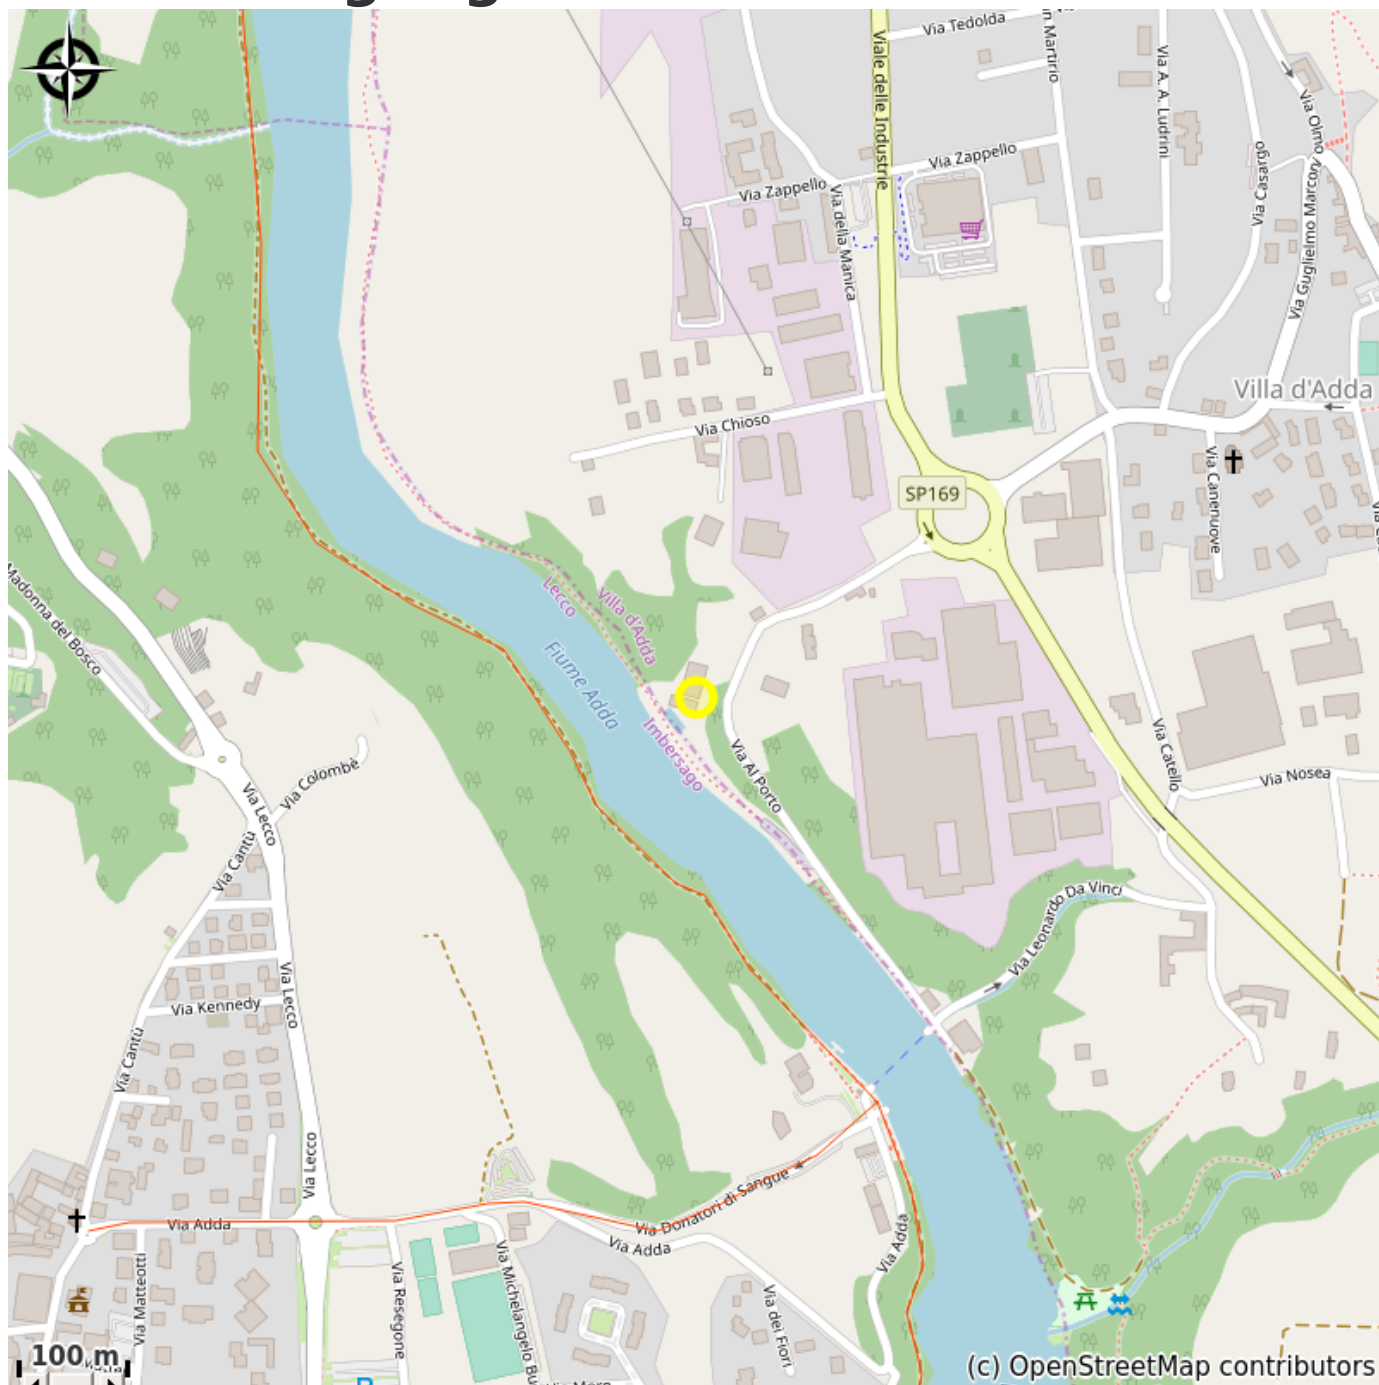 Via Tedolda
Viale delle Industrie
n Martirio
Via A. A. Ludrini
Via Olmo
Via Casargo
Via Guglielmo Marcony
Via Zappello
Via Zappello
Via della Manica
Villa d'Adda
Via Chioso
Via Canenuove
SP169
Lecco
Villa d'Adda
Madonna del Bosco
Fiume Adda
Imbersago
Via Al Porto
Via Catello
Via Nosea
Via Colombè
Via Lecco
Via Cantù
Via Leonardo Da Vinci
Via Lecco
Via Kennedy
Via Cantù
Via Lecco
Via Donatori di Sangue
Via Adda
Via Adda
Via Adda
Via Matteotti
Via Resegone
Via Michelangelo Bu
Via dei Fiori
100 m
(c) OpenStreetMap contributors